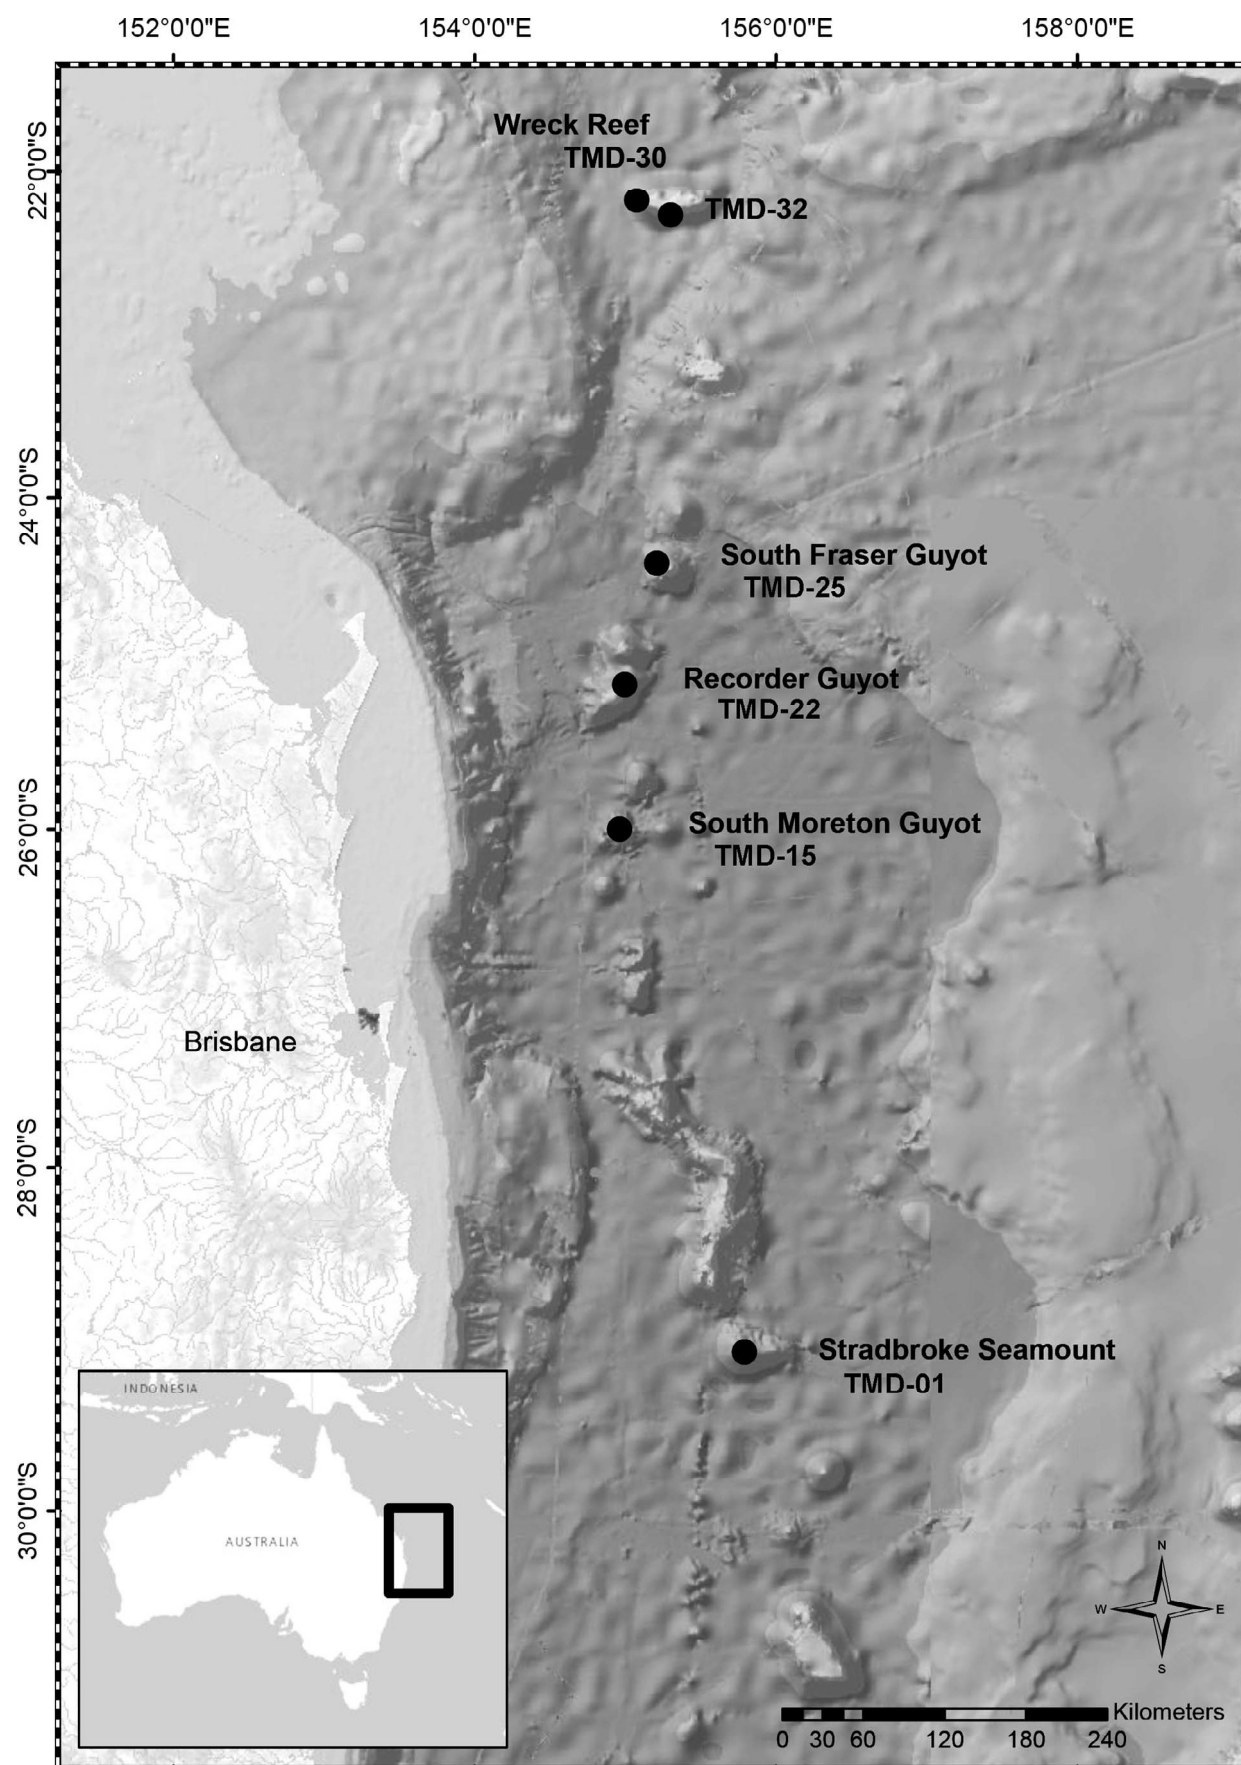 152°0'0"E
154°0'0"E
156°0'0"E
158°0'0"E
Wreck Reef
TMD-30
22°0'0"S
TMD-32
24°0'0"S
South Fraser Guyot
TMD-25
Recorder Guyot
TMD-22
26°0'0"S
South Moreton Guyot
TMD-15
Brisbane
28°0'0"S
Stradbroke Seamount
TMD-01
INDONESIA
30°0'0"S
AUSTRALIA
N
W
E
S
Kilometers
0 30 60 120 180 240